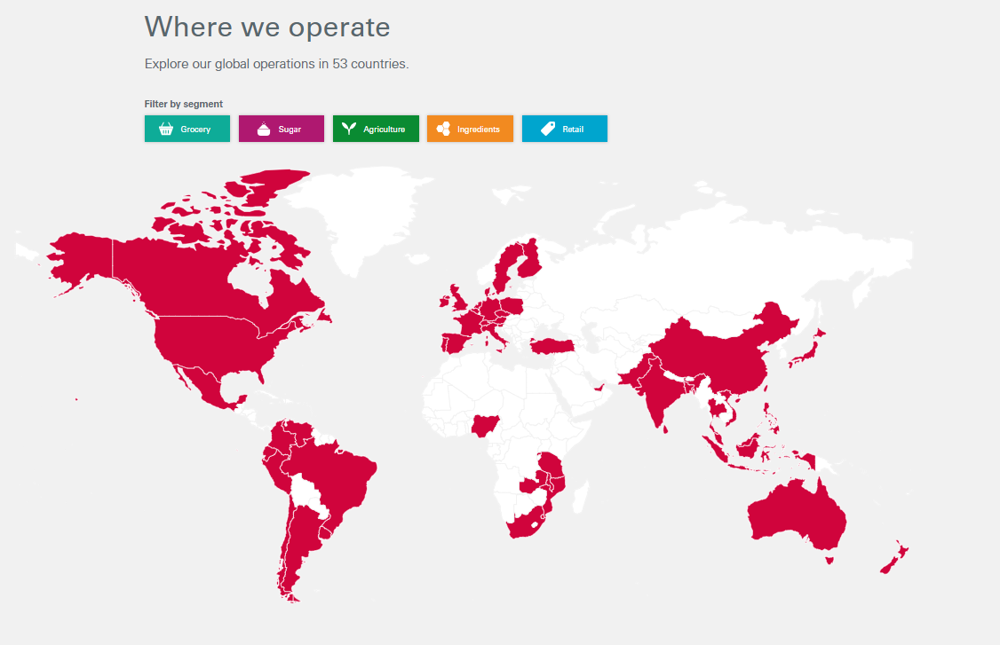 Where we operate
Explore our global operations in 53 countries.
Filter by segment
Grocery
Sugar
Agriculture
Ingredients
Retail